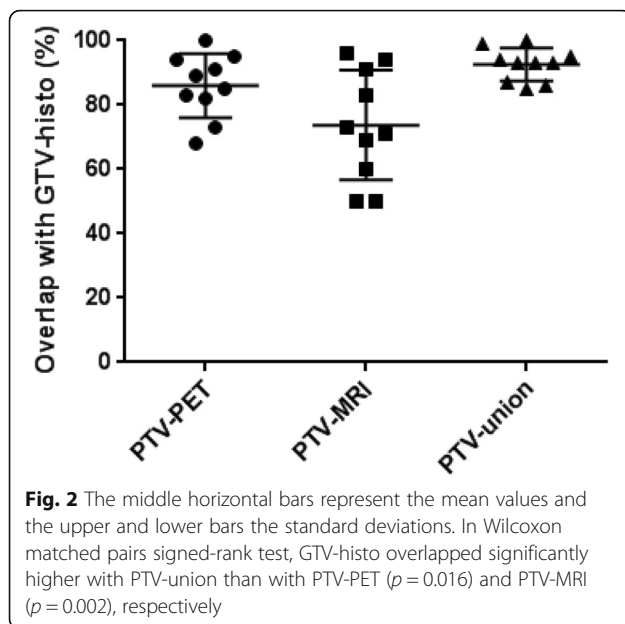 Overlap with GTV-histo (%)
100
80
60
40
20
0
PTV-PET
PTV-MRI
PTV-union
Fig. 2 The middle horizontal bars represent the mean values and
the upper and lower bars the standard deviations. In Wilcoxon
matched pairs signed-rank test, GTV-histo overlapped significantly
higher with PTV-union than with PTV-PET (p = 0.016) and PTV-MRI
(p = 0.002), respectively